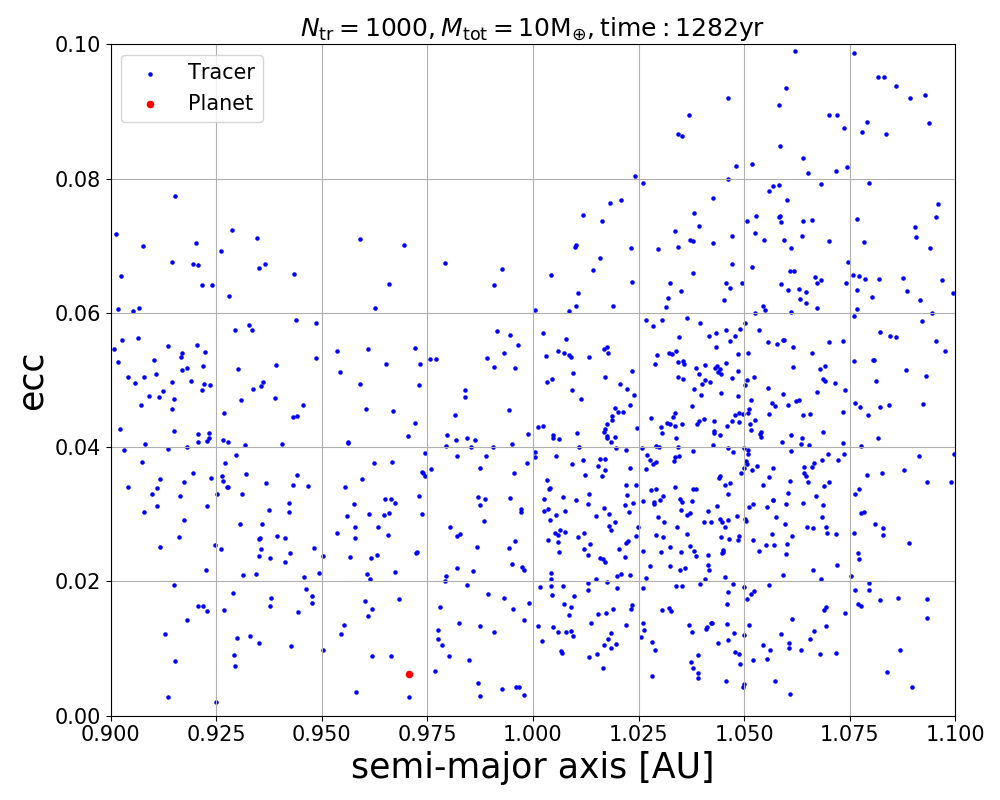 N_tr = 1000, M_tot = 10M_⊕, time : 1282yr
Tracer
Planet
0.10
0.08
0.06
0.04
0.02
0.00
ecc
0.900 0.925 0.950 0.975 1.000 1.025 1.050 1.075 1.100
semi-major axis [AU]